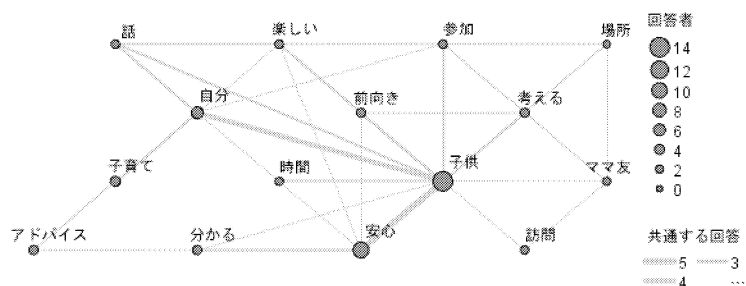 話 楽しい 参加 場所
自分 前向き 考える
子育て 時間 子供 ママ友
アドバイス 分かる 安心 訪問
回答者
14
12
10
8
6
4
2
0
共通する回答
5 3
4 ...